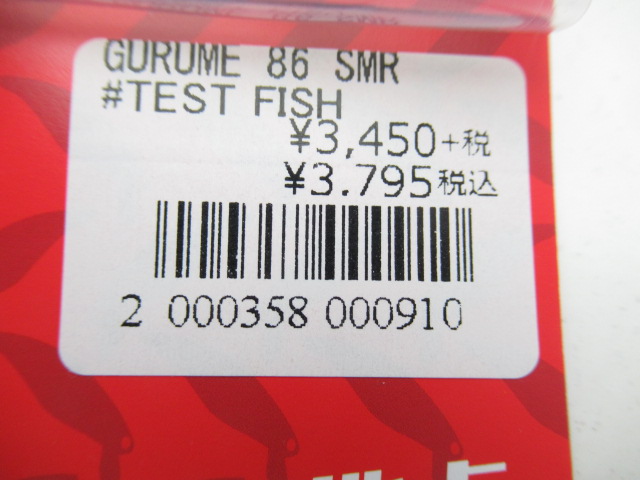 GURUME 86 SMR
#TEST FISH
¥3,450+税
¥3.795税込
2 000358 000910